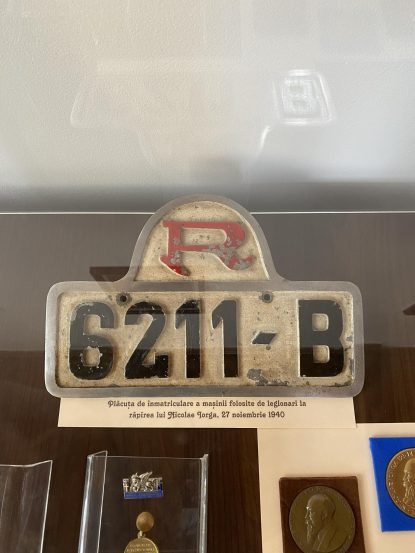 R
6211-B
Plăcuța de înmatriculare a mașinii folosite de legionari la
răpirea lui Nicolae Iorga, 27 noiembrie 1940